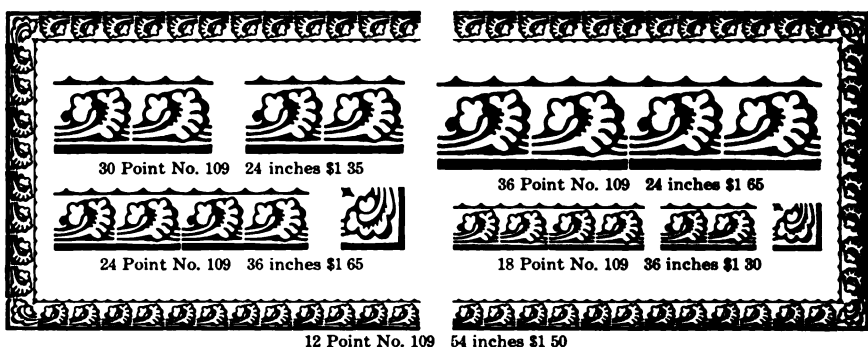 30 Point No. 109 24 inches $1 35
36 Point No. 109 24 inches $1 65
24 Point No. 109 36 inches $1 65
18 Point No. 109 36 inches $1 30
12 Point No. 109 54 inches $1 50